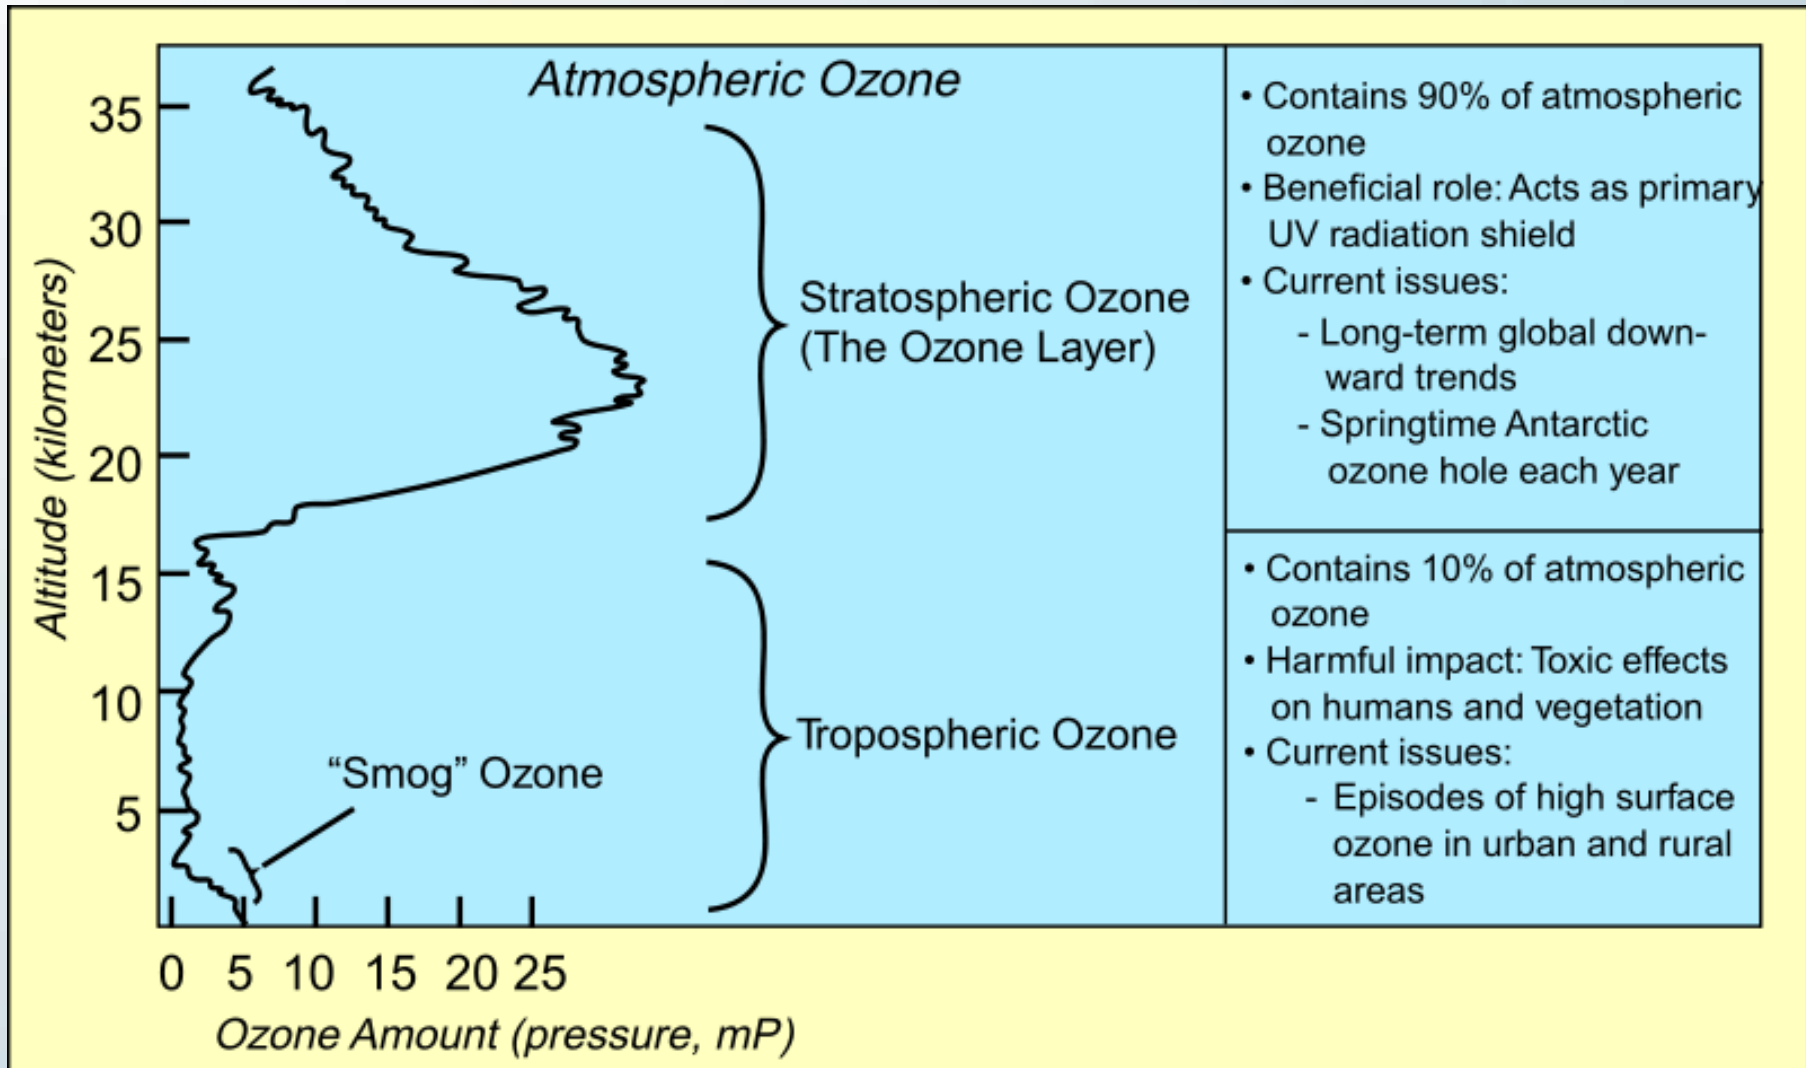 Atmospheric Ozone
Altitude (kilometers)
35
30
25
20
15
10
5
Stratospheric Ozone
(The Ozone Layer)
Tropospheric Ozone
“Smog” Ozone
0 5 10 15 20 25
Ozone Amount (pressure, mP)
• Contains 90% of atmospheric
ozone
• Beneficial role: Acts as primary
UV radiation shield
• Current issues:
- Long-term global down-
ward trends
- Springtime Antarctic
ozone hole each year
• Contains 10% of atmospheric
ozone
• Harmful impact: Toxic effects
on humans and vegetation
• Current issues:
- Episodes of high surface
ozone in urban and rural
areas